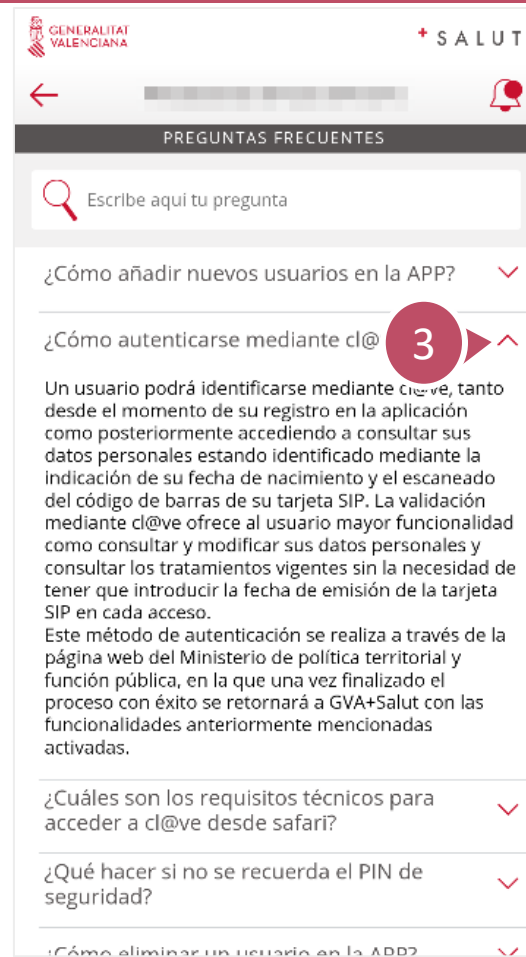 GENERALITAT
VALENCIANA
+ SALUT
PREGUNTAS FRECUENTES
Escribe aqui tu pregunta
¿Cómo añadir nuevos usuarios en la APP?
¿Cómo autenticarse mediante cl@
3
Un usuario podrá identificarse mediante cl@ve, tanto
desde el momento de su registro en la aplicación
como posteriormente accediendo a consultar sus
datos personales estando identificado mediante la
indicación de su fecha de nacimiento y el escaneado
del código de barras de su tarjeta SIP. La validación
mediante cl@ve ofrece al usuario mayor funcionalidad
como consultar y modificar sus datos personales y
consultar los tratamientos vigentes sin la necesidad de
tener que introducir la fecha de emisión de la tarjeta
SIP en cada acceso.
Este método de autenticación se realiza a través de la
página web del Ministerio de política territorial y
función pública, en la que una vez finalizado el
proceso con éxito se retornará a GVA+Salut con las
funcionalidades anteriormente mencionadas
activadas.
¿Cuáles son los requisitos técnicos para
acceder a cl@ve desde safari?
¿Qué hacer si no se recuerda el PIN de
seguridad?
¿Cómo eliminar un usuario en la APP?